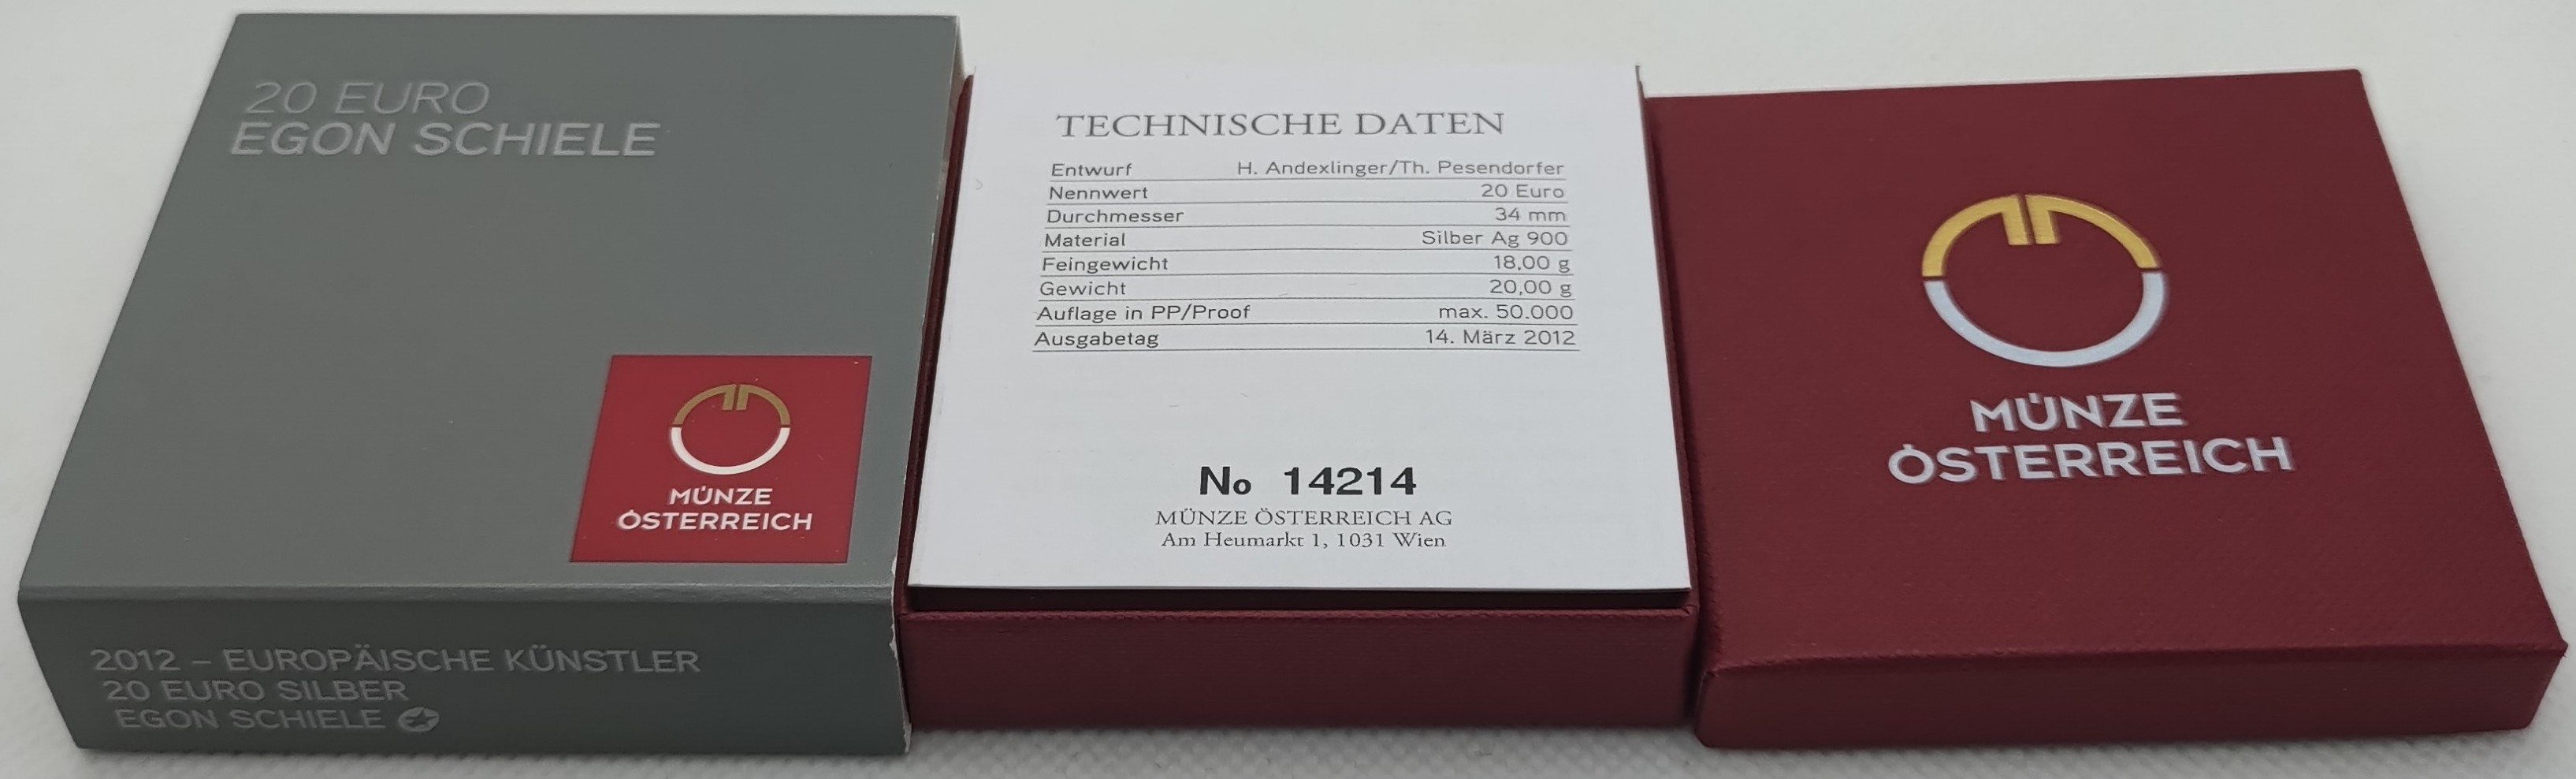 20 EURO
EGON SCHIELE
MÜNZE
ÖSTERREICH
2012 – EUROPÄISCHE KÜNSTLER
20 EURO SILBER
EGON SCHIELE
TECHNISCHE DATEN
Entwurf H. Andexlinger/Th. Pesendorfer
Nennwert 20 Euro
Durchmesser 34 mm
Material Silber Ag 900
Feingewicht 18,00 g
Gewicht 20,00 g
Auflage in PP/Proof max. 50.000
Ausgabetag 14. März 2012
No 14214
MÜNZE ÖSTERREICH AG
Am Heumarkt 1, 1031 Wien
MÜNZE
ÖSTERREICH